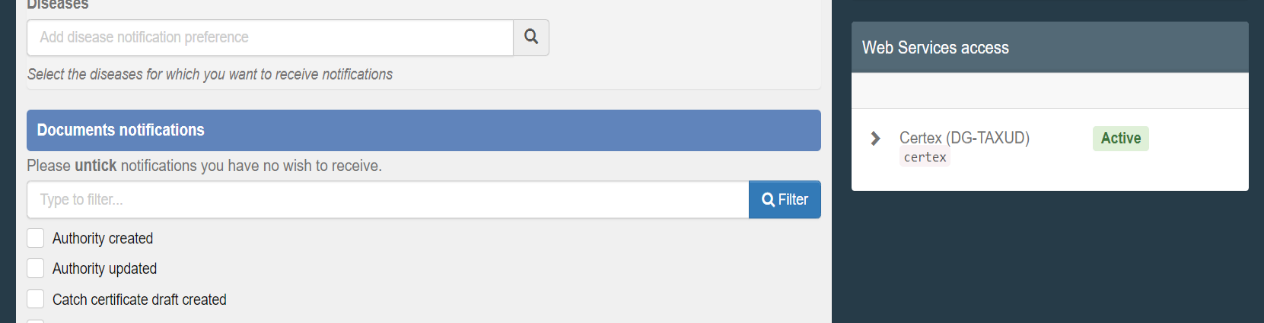 Diseases
Add disease notification preference
Select the diseases for which you want to receive notifications
Documents notifications
Please untick notifications you have no wish to receive.
Type to filter...
Filter
Authority created
Authority updated
Catch certificate draft created
Web Services access
Certex (DG-TAXUD)
Active
certex